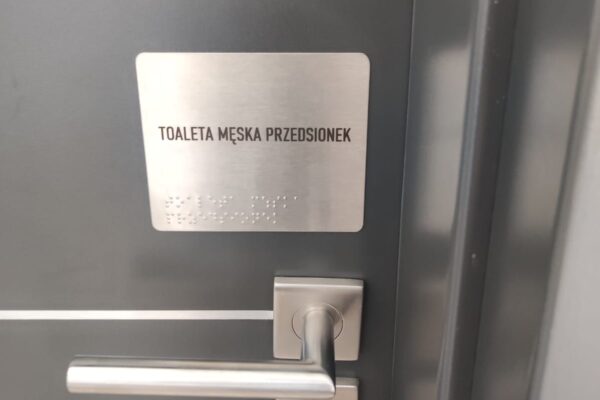 TOALETA MĘSKA PRZEDSIONEK